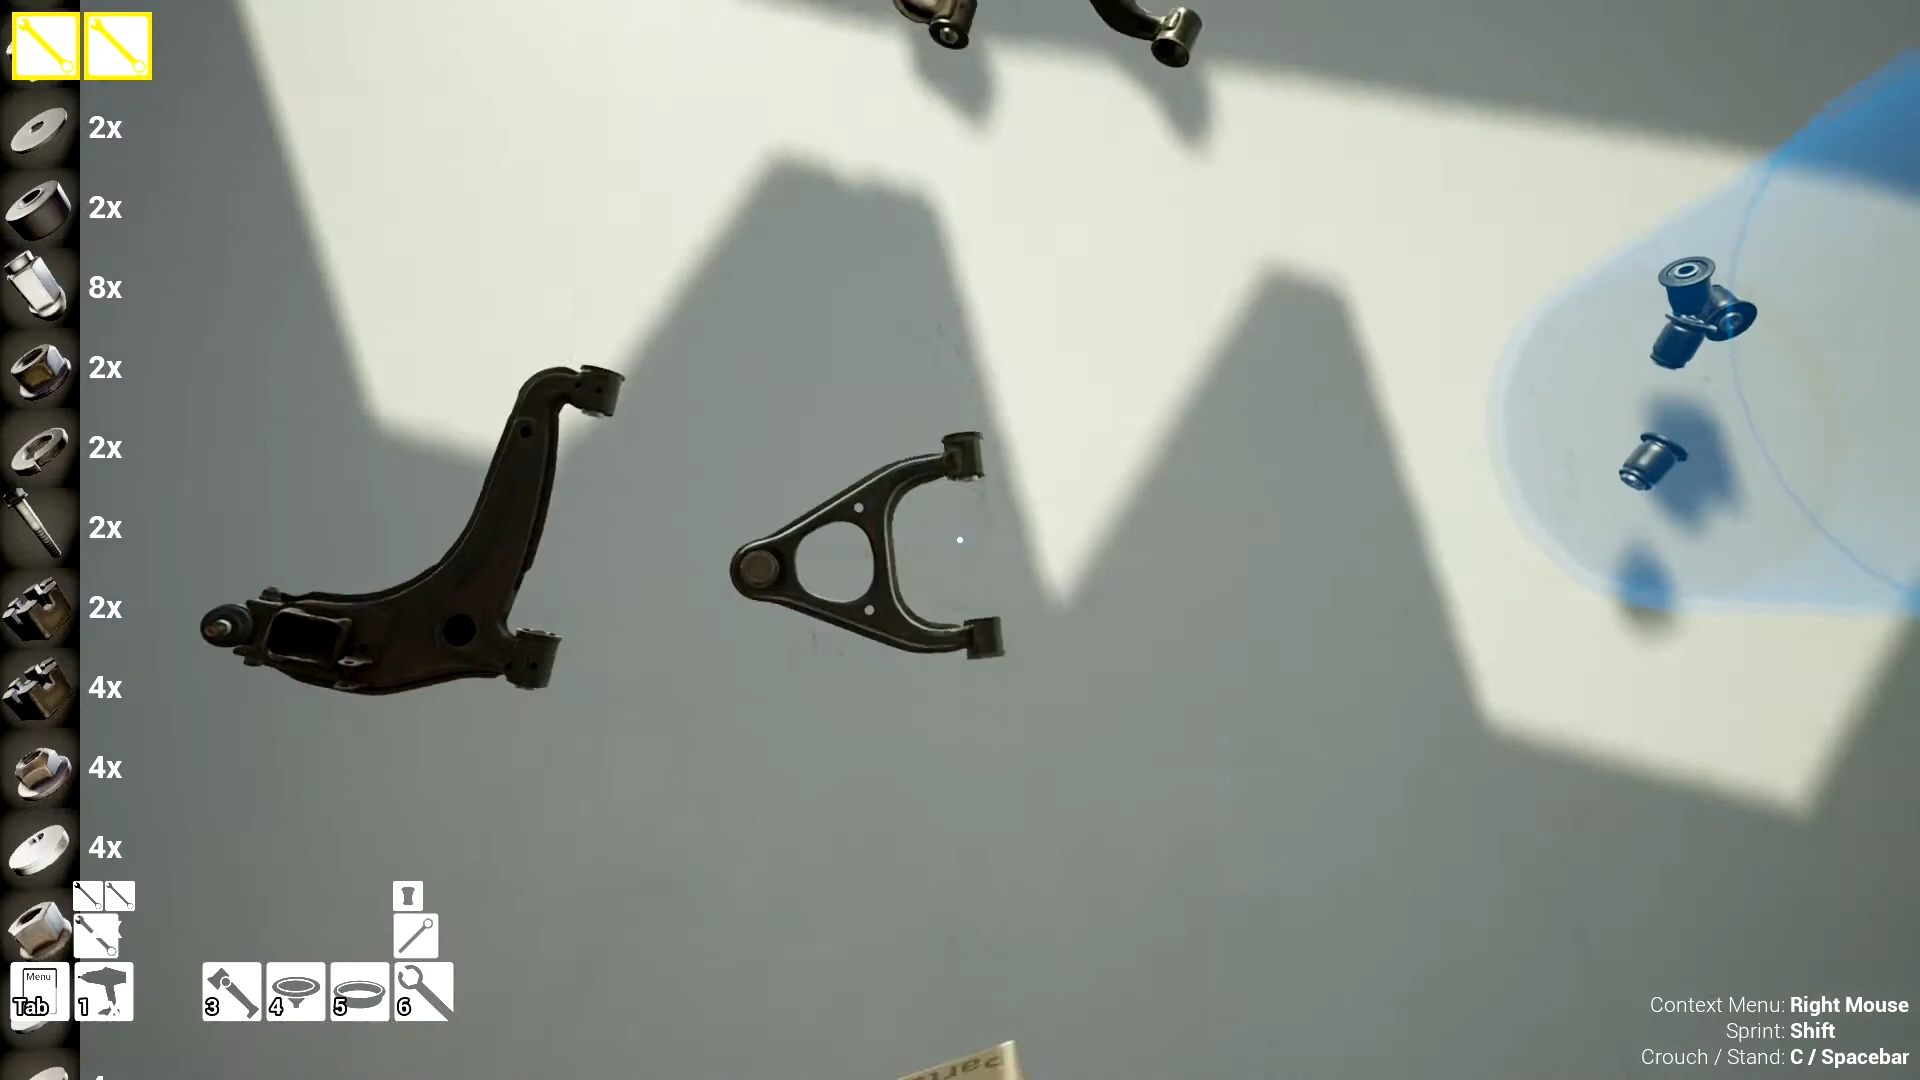 2x
2x
8x
2x
2x
2x
2x
4x
4x
4x
Menu
Tab
1
3
4
5
6
Context Menu: Right Mouse
Sprint: Shift
Crouch / Stand: C / Spacebar
Parts